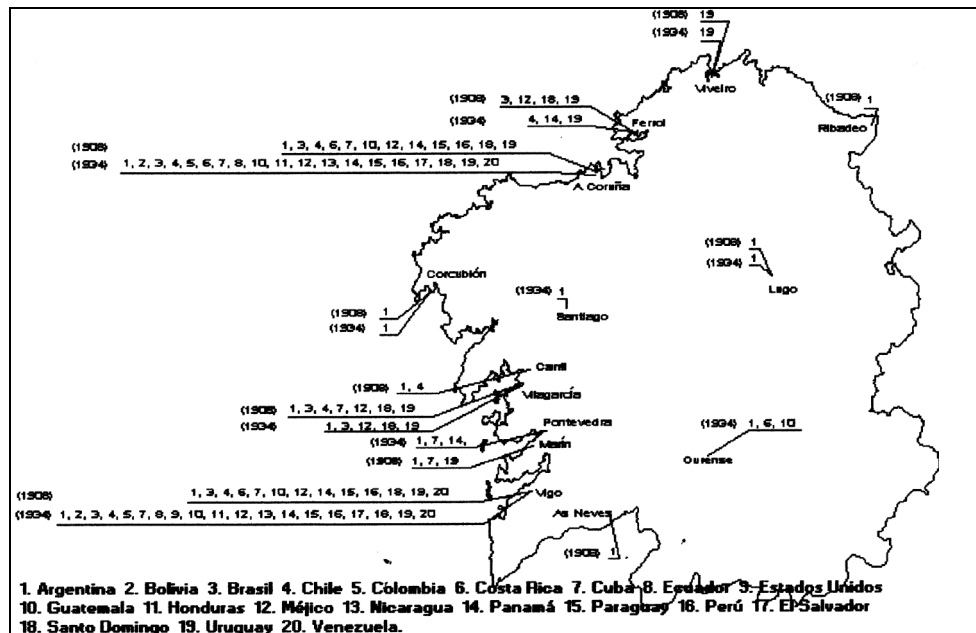 (1908) 19
(1934) 19
Viveiro
(1908) 1
Ribadeo
(1908) 3, 12, 18, 19
Ferrol
(1934) 4, 14, 19
(1908) 1, 3, 4, 6, 7, 10, 12, 14, 15, 16, 18, 19
(1934) 1, 2, 3, 4, 5, 6, 7, 8, 10, 11, 12, 13, 14, 15, 16, 17, 18, 19, 20
A Coruña
(1908) 1
(1934) 1
Lugo
Corcubión
(1934) 1
Santiago
(1908) 1
(1934) 1
Carril
(1908) 1, 4
Vilagarcía
(1908) 1, 3, 4, 7, 12, 18, 19
(1934) 1, 3, 12, 18, 19
Pontevedra
(1934) 1, 7, 14,
Marín
(1908) 1, 7, 19
(1934) 1, 6, 10
Ourense
(1908) 1, 3, 4, 6, 7, 10, 12, 14, 15, 16, 18, 19, 20
Vigo
(1934) 1, 2, 3, 4, 5, 7, 8, 9, 10, 11, 12, 13, 14, 15, 16, 17, 18, 19, 20
As Neves
(1908) 1
1. Argentina 2. Bolivia 3. Brasil 4. Chile 5. Colombia 6. Costa Rica 7. Cuba 8. Ecuador 9. Estados Unidos
10. Guatemala 11. Honduras 12. Méjico 13. Nicaragua 14. Panamá 15. Paraguay 16. Perú 17. El Salvador
18. Santo Domingo 19. Uruguay 20. Venezuela.